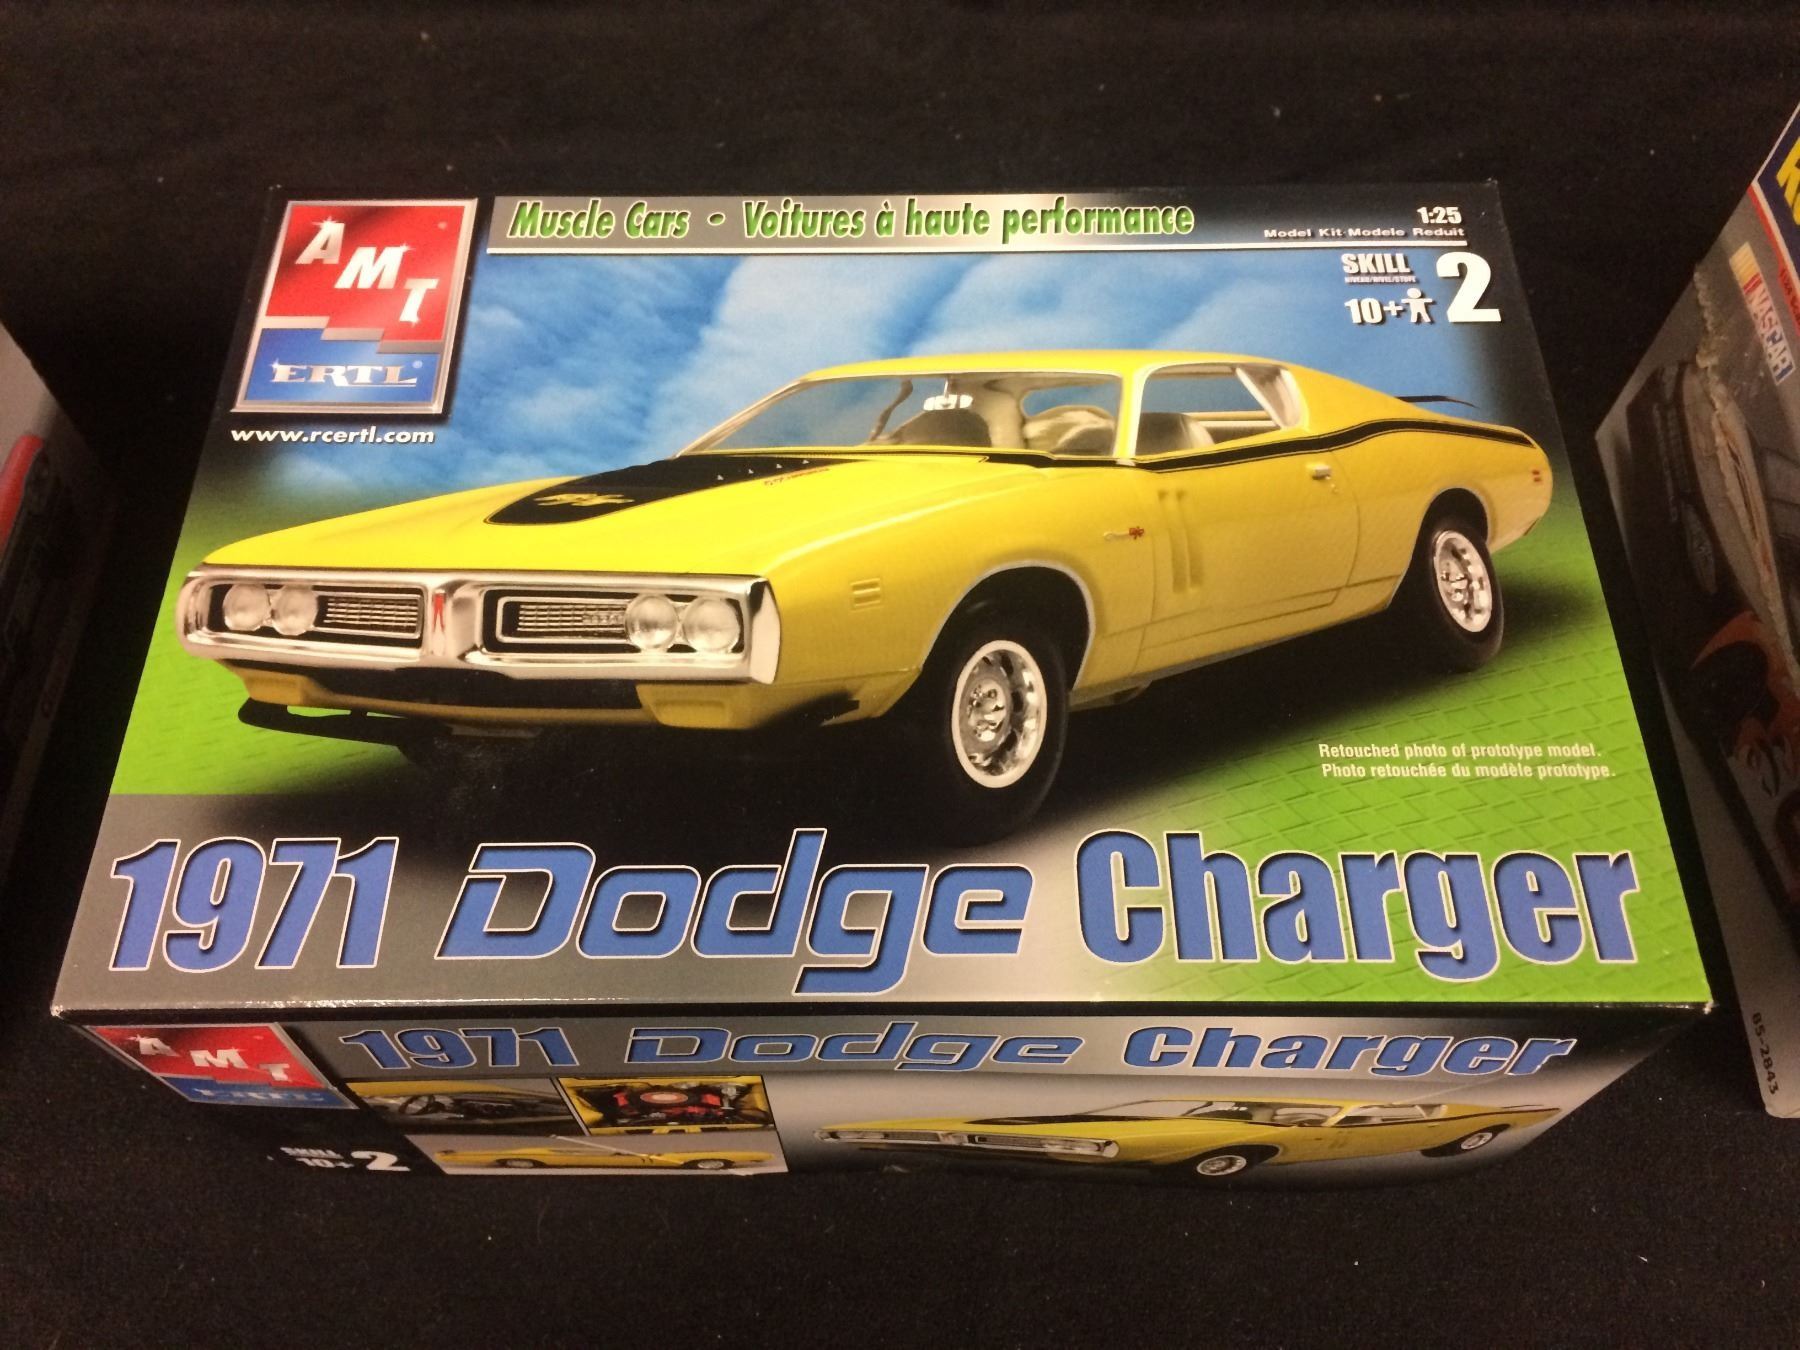 AMT
ERTL®
www.rcertl.com
Muscle Cars • Voitures à haute performance
1:25
Model Kit-Modele Reduit
SKILL 2
10+
R/T
Retouched photo of prototype model.
Photo retouchée du modèle prototype.
1971 Dodge Charger
AMT
ERTL
1971 Dodge Charger
SKILL 2
10+
NASCAR
85-2843